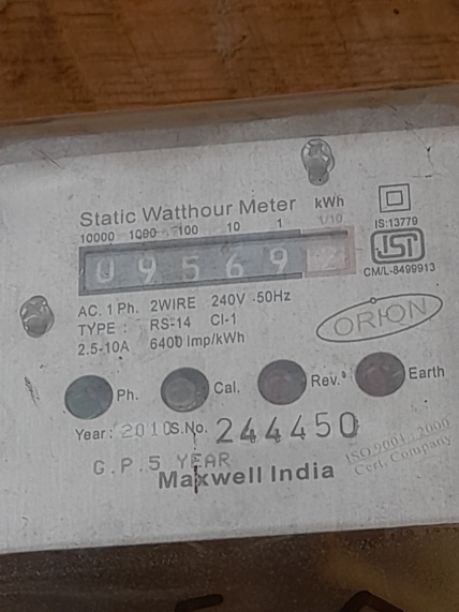 Static Watthour Meter kWh
10000 1000 100 10 1 1/10
IS:13779
0 9 5 6 9
ISI
CM/L-8499913
AC. 1 Ph. 2WIRE 240V -50Hz
TYPE : RS-14 Cl-1
2.5-10A 6400 Imp/kWh
ORION
Ph. Cal. Rev. Earth
Year: 2010 S.No. 244450
G.P.5 YEAR
ISO 9001 : 2000
Cert. Company
Maxwell India